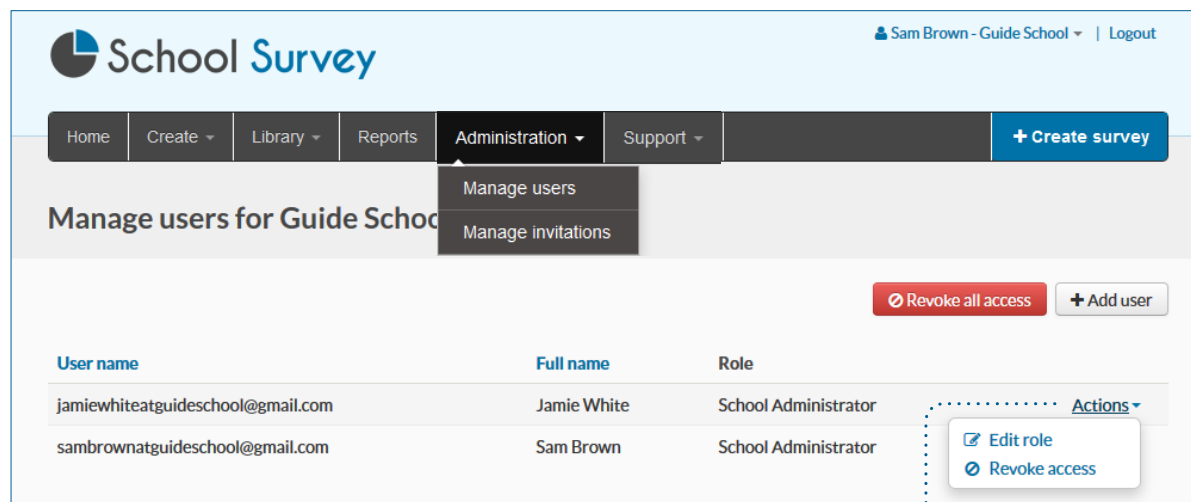 Sam Brown - Guide School | Logout
School Survey
Home Create Library Reports Administration Support + Create survey
Manage users
Manage users for Guide Schoo
Manage invitations
Revoke all access + Add user
User name Full name Role
jamiewhiteatguideschool@gmail.com Jamie White School Administrator Actions
sambrownatguideschool@gmail.com Sam Brown School Administrator
Edit role
Revoke access